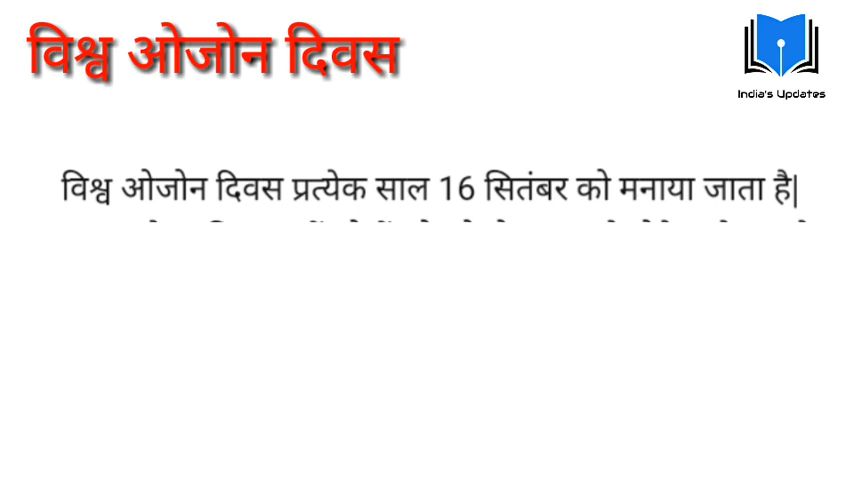 विश्व ओजोन दिवस
India's Updates
विश्व ओजोन दिवस प्रत्येक साल 16 सितंबर को मनाया जाता है|